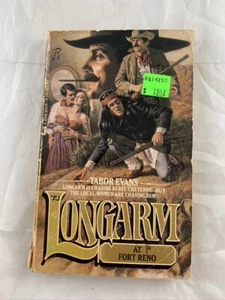 TABOR EVANS
LONGARM IS CHASING REBEL CHEYENNE—BUT
THE LOCAL WOMEN ARE CHASING HIM!
LONGARM
AT
FORT RENO